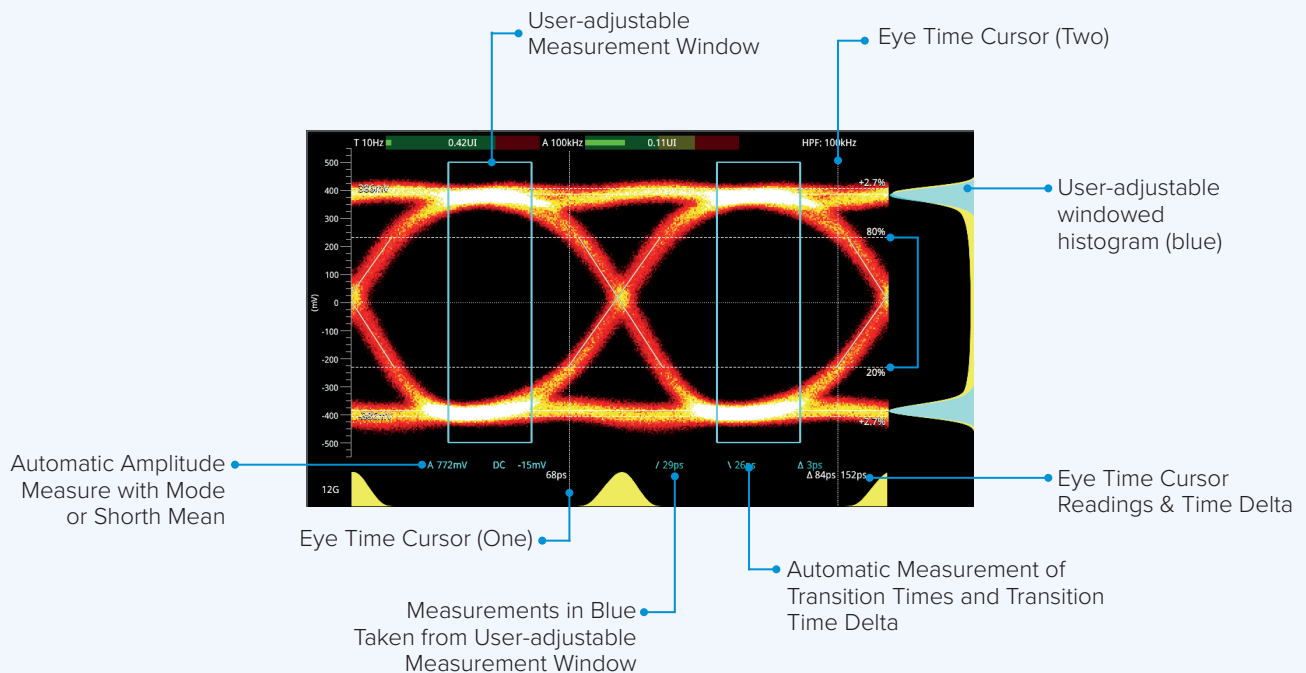 User-adjustable
Measurement Window
Eye Time Cursor (Two)
T 10Hz 0.42UI A 100kHz 0.11UI HPF: 100kHz
500
400
300
200
100
0
-100
-200
-300
-400
-500
(mV)
386mV
+2.7%
80%
20%
+2.7%
User-adjustable
windowed
histogram (blue)
A 772mV DC -15mV / 29ps \ 26ps Δ 3ps
68ps Δ 84ps 152ps
12G
Automatic Amplitude
Measure with Mode
or Shorth Mean
Eye Time Cursor (One)
Eye Time Cursor
Readings & Time Delta
Automatic Measurement of
Transition Times and Transition
Time Delta
Measurements in Blue
Taken from User-adjustable
Measurement Window